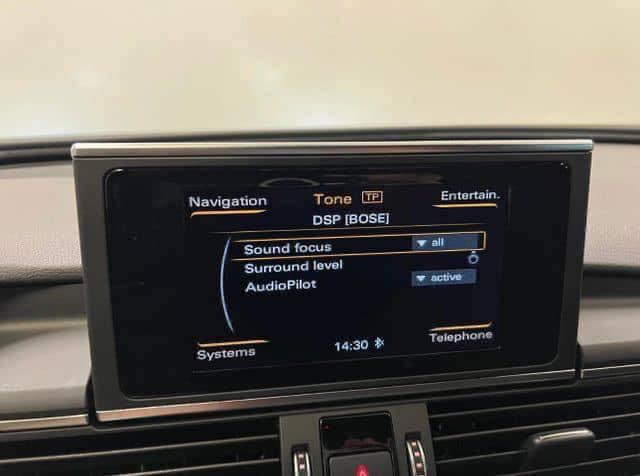 Navigation
Tone TP
Entertain.
DSP [BOSE]
Sound focus all
Surround level
AudioPilot active
Systems
14:30
Telephone